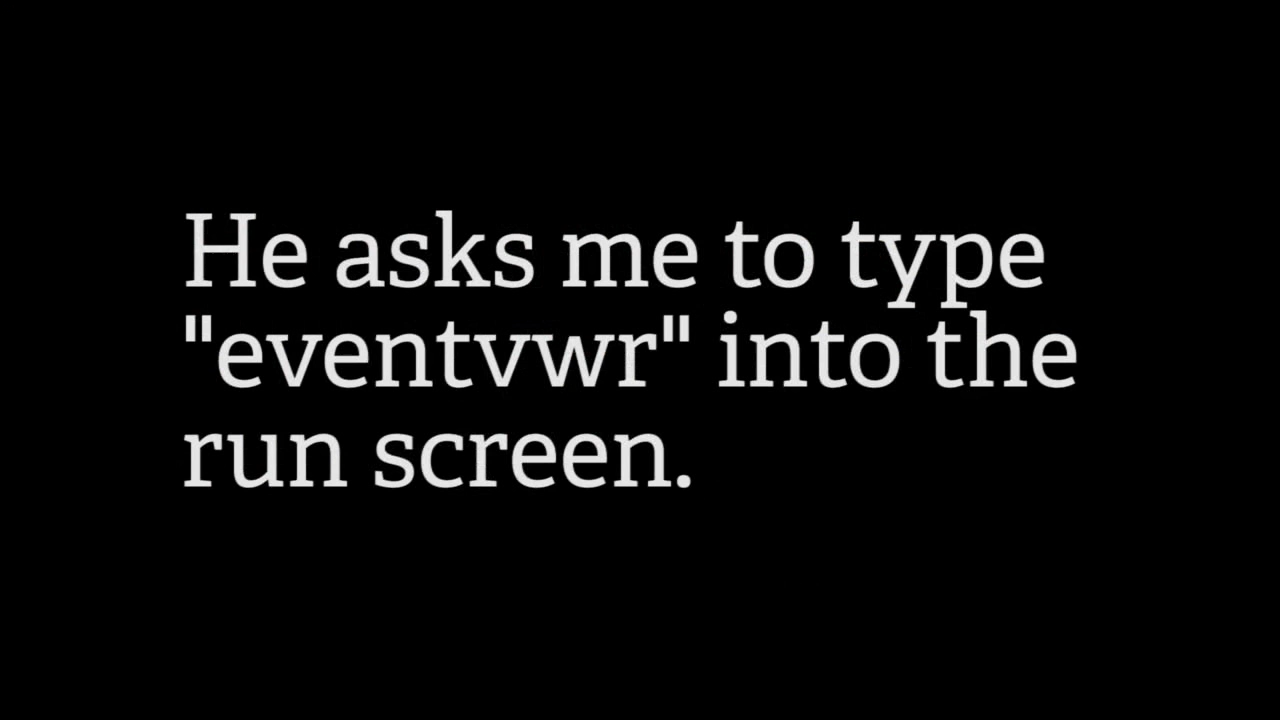 He asks me to type
"eventvwr" into the
run screen.